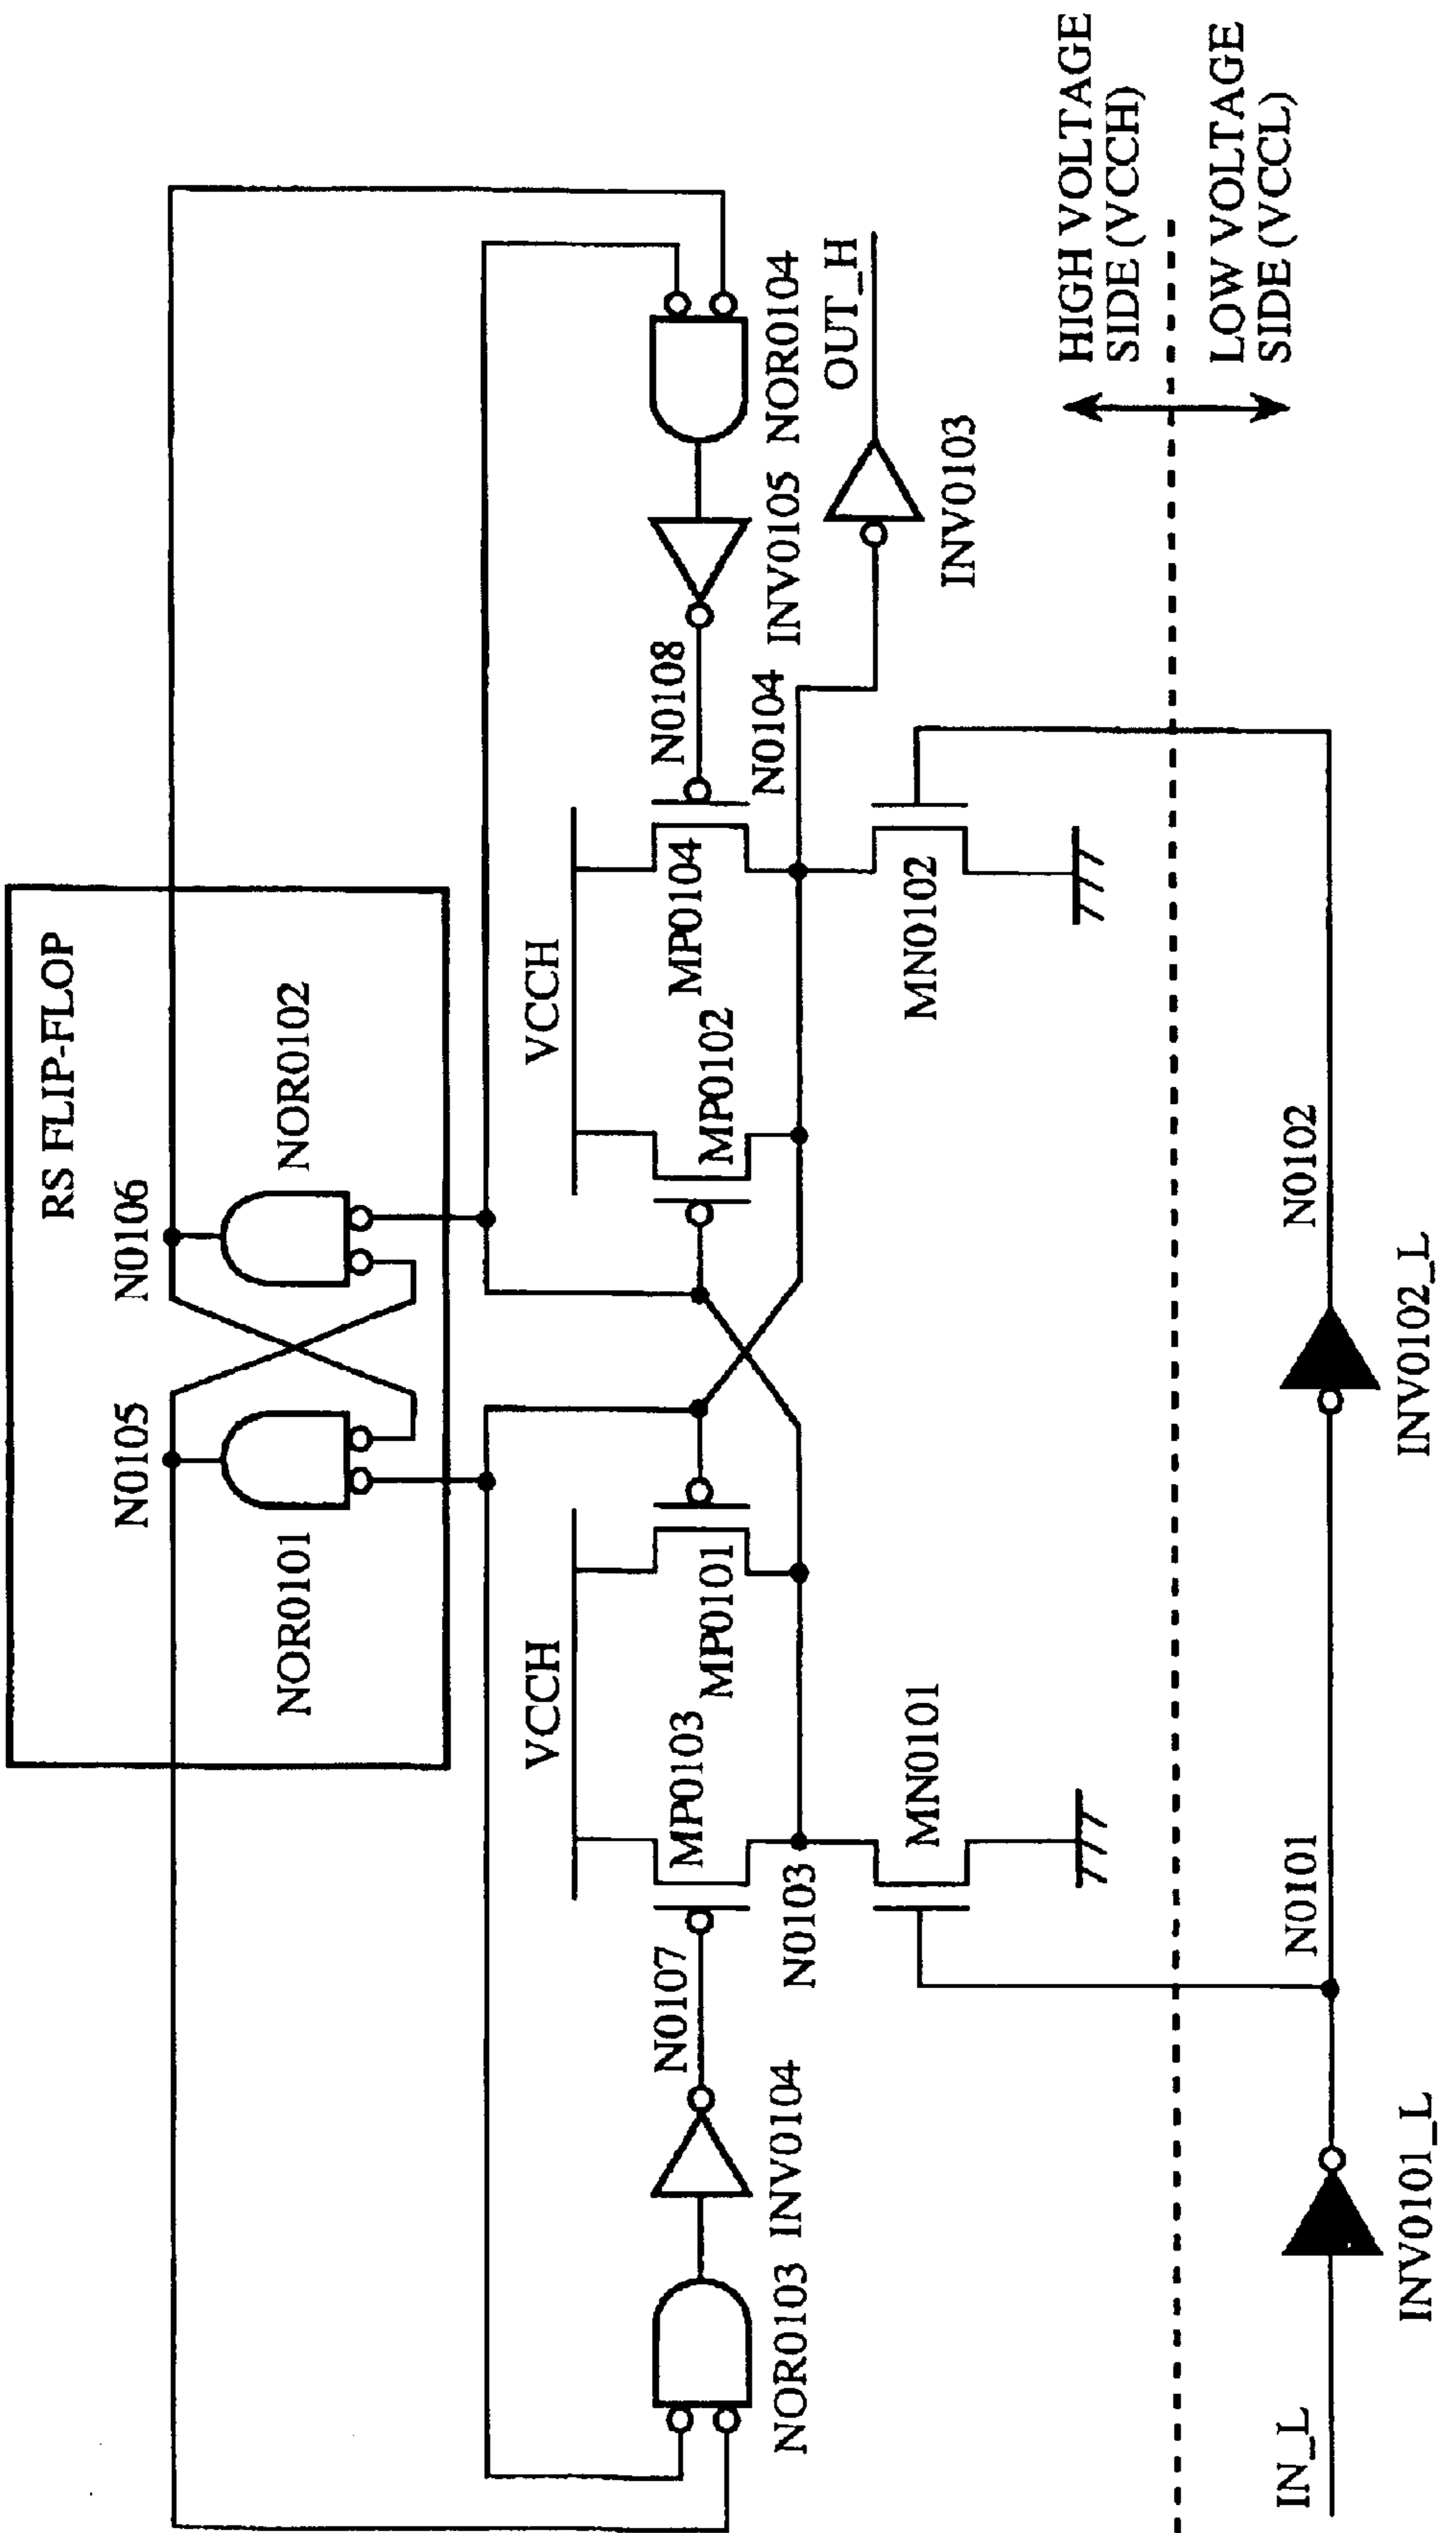 RS FLIP-FLOP
N0105
N0106
NOR0101
NOR0102
VCCH
VCCH
N0107
MP0103
MP0101
MP0102
MP0104
N0108
NOR0103
INV0104
N0103
N0104
INV0105
NOR0104
OUT_H
MN0101
MN0102
INV0103
HIGH VOLTAGE
SIDE (VCCH)
LOW VOLTAGE
SIDE (VCCL)
IN_L
N0101
N0102
INV0101_L
INV0102_L